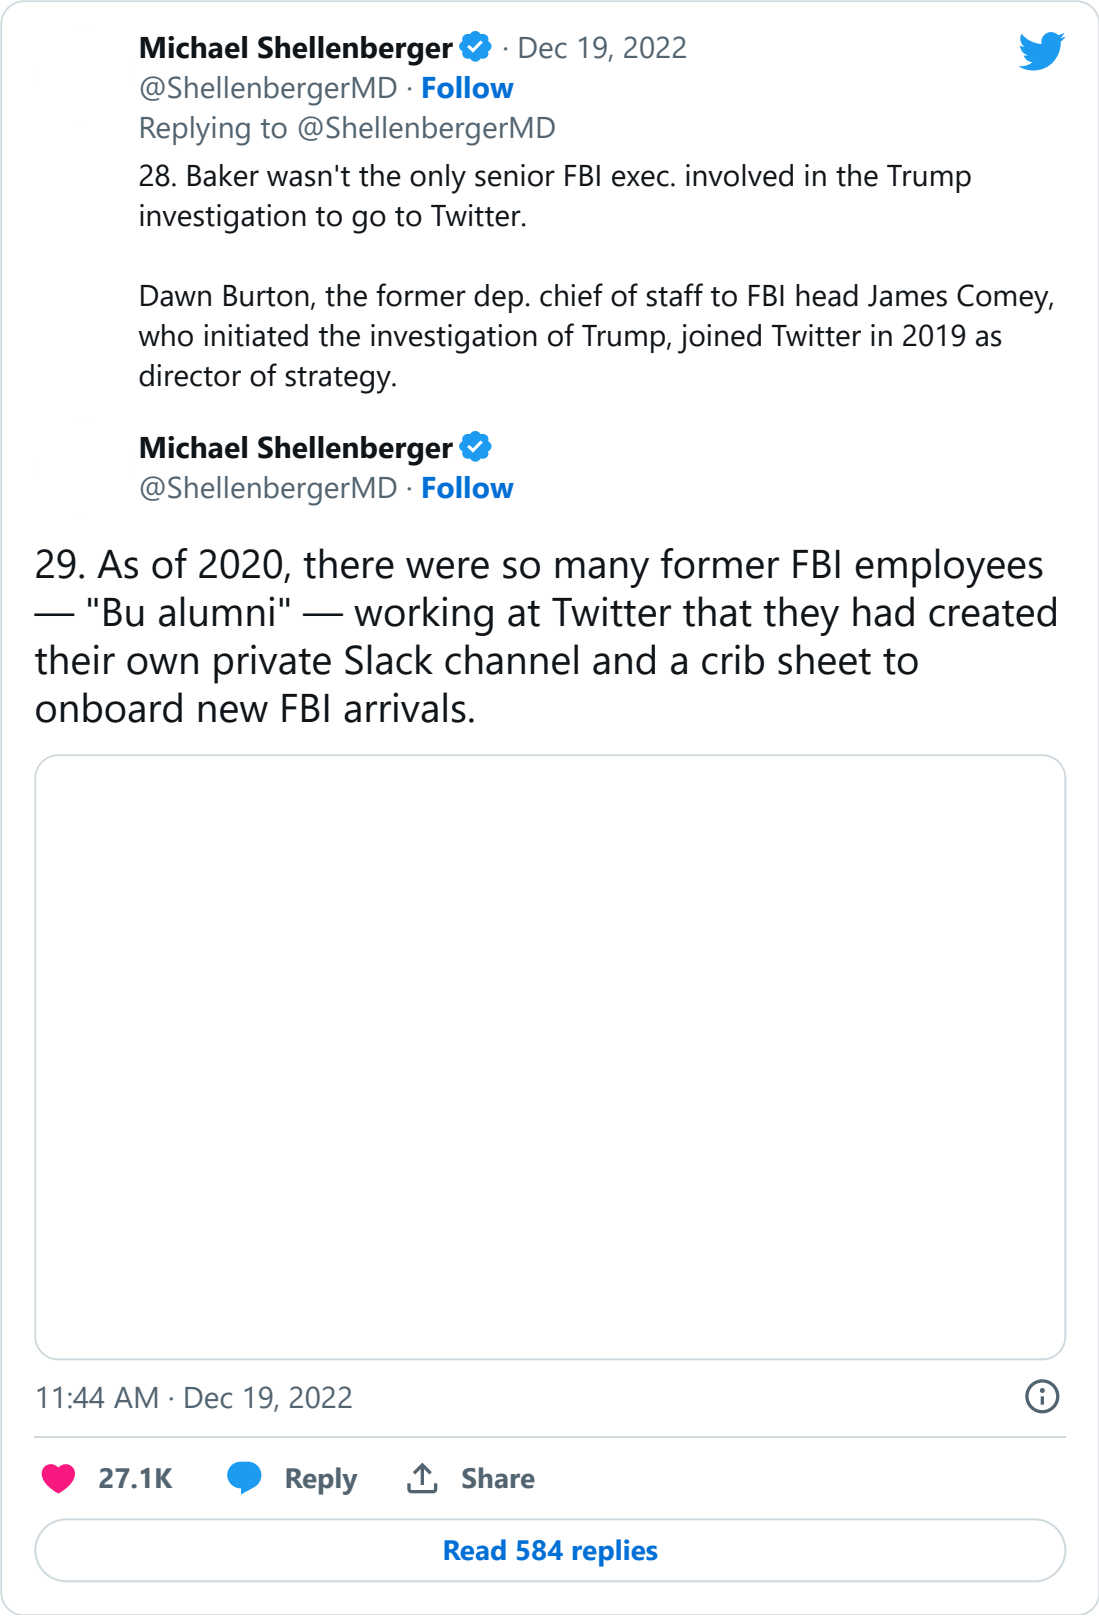 Michael Shellenberger · Dec 19, 2022
@ShellenbergerMD · Follow
Replying to @ShellenbergerMD
28. Baker wasn't the only senior FBI exec. involved in the Trump
investigation to go to Twitter.
Dawn Burton, the former dep. chief of staff to FBI head James Comey,
who initiated the investigation of Trump, joined Twitter in 2019 as
director of strategy.
Michael Shellenberger
@ShellenbergerMD · Follow
29. As of 2020, there were so many former FBI employees
— "Bu alumni" — working at Twitter that they had created
their own private Slack channel and a crib sheet to
onboard new FBI arrivals.
11:44 AM · Dec 19, 2022
27.1K Reply Share
Read 584 replies